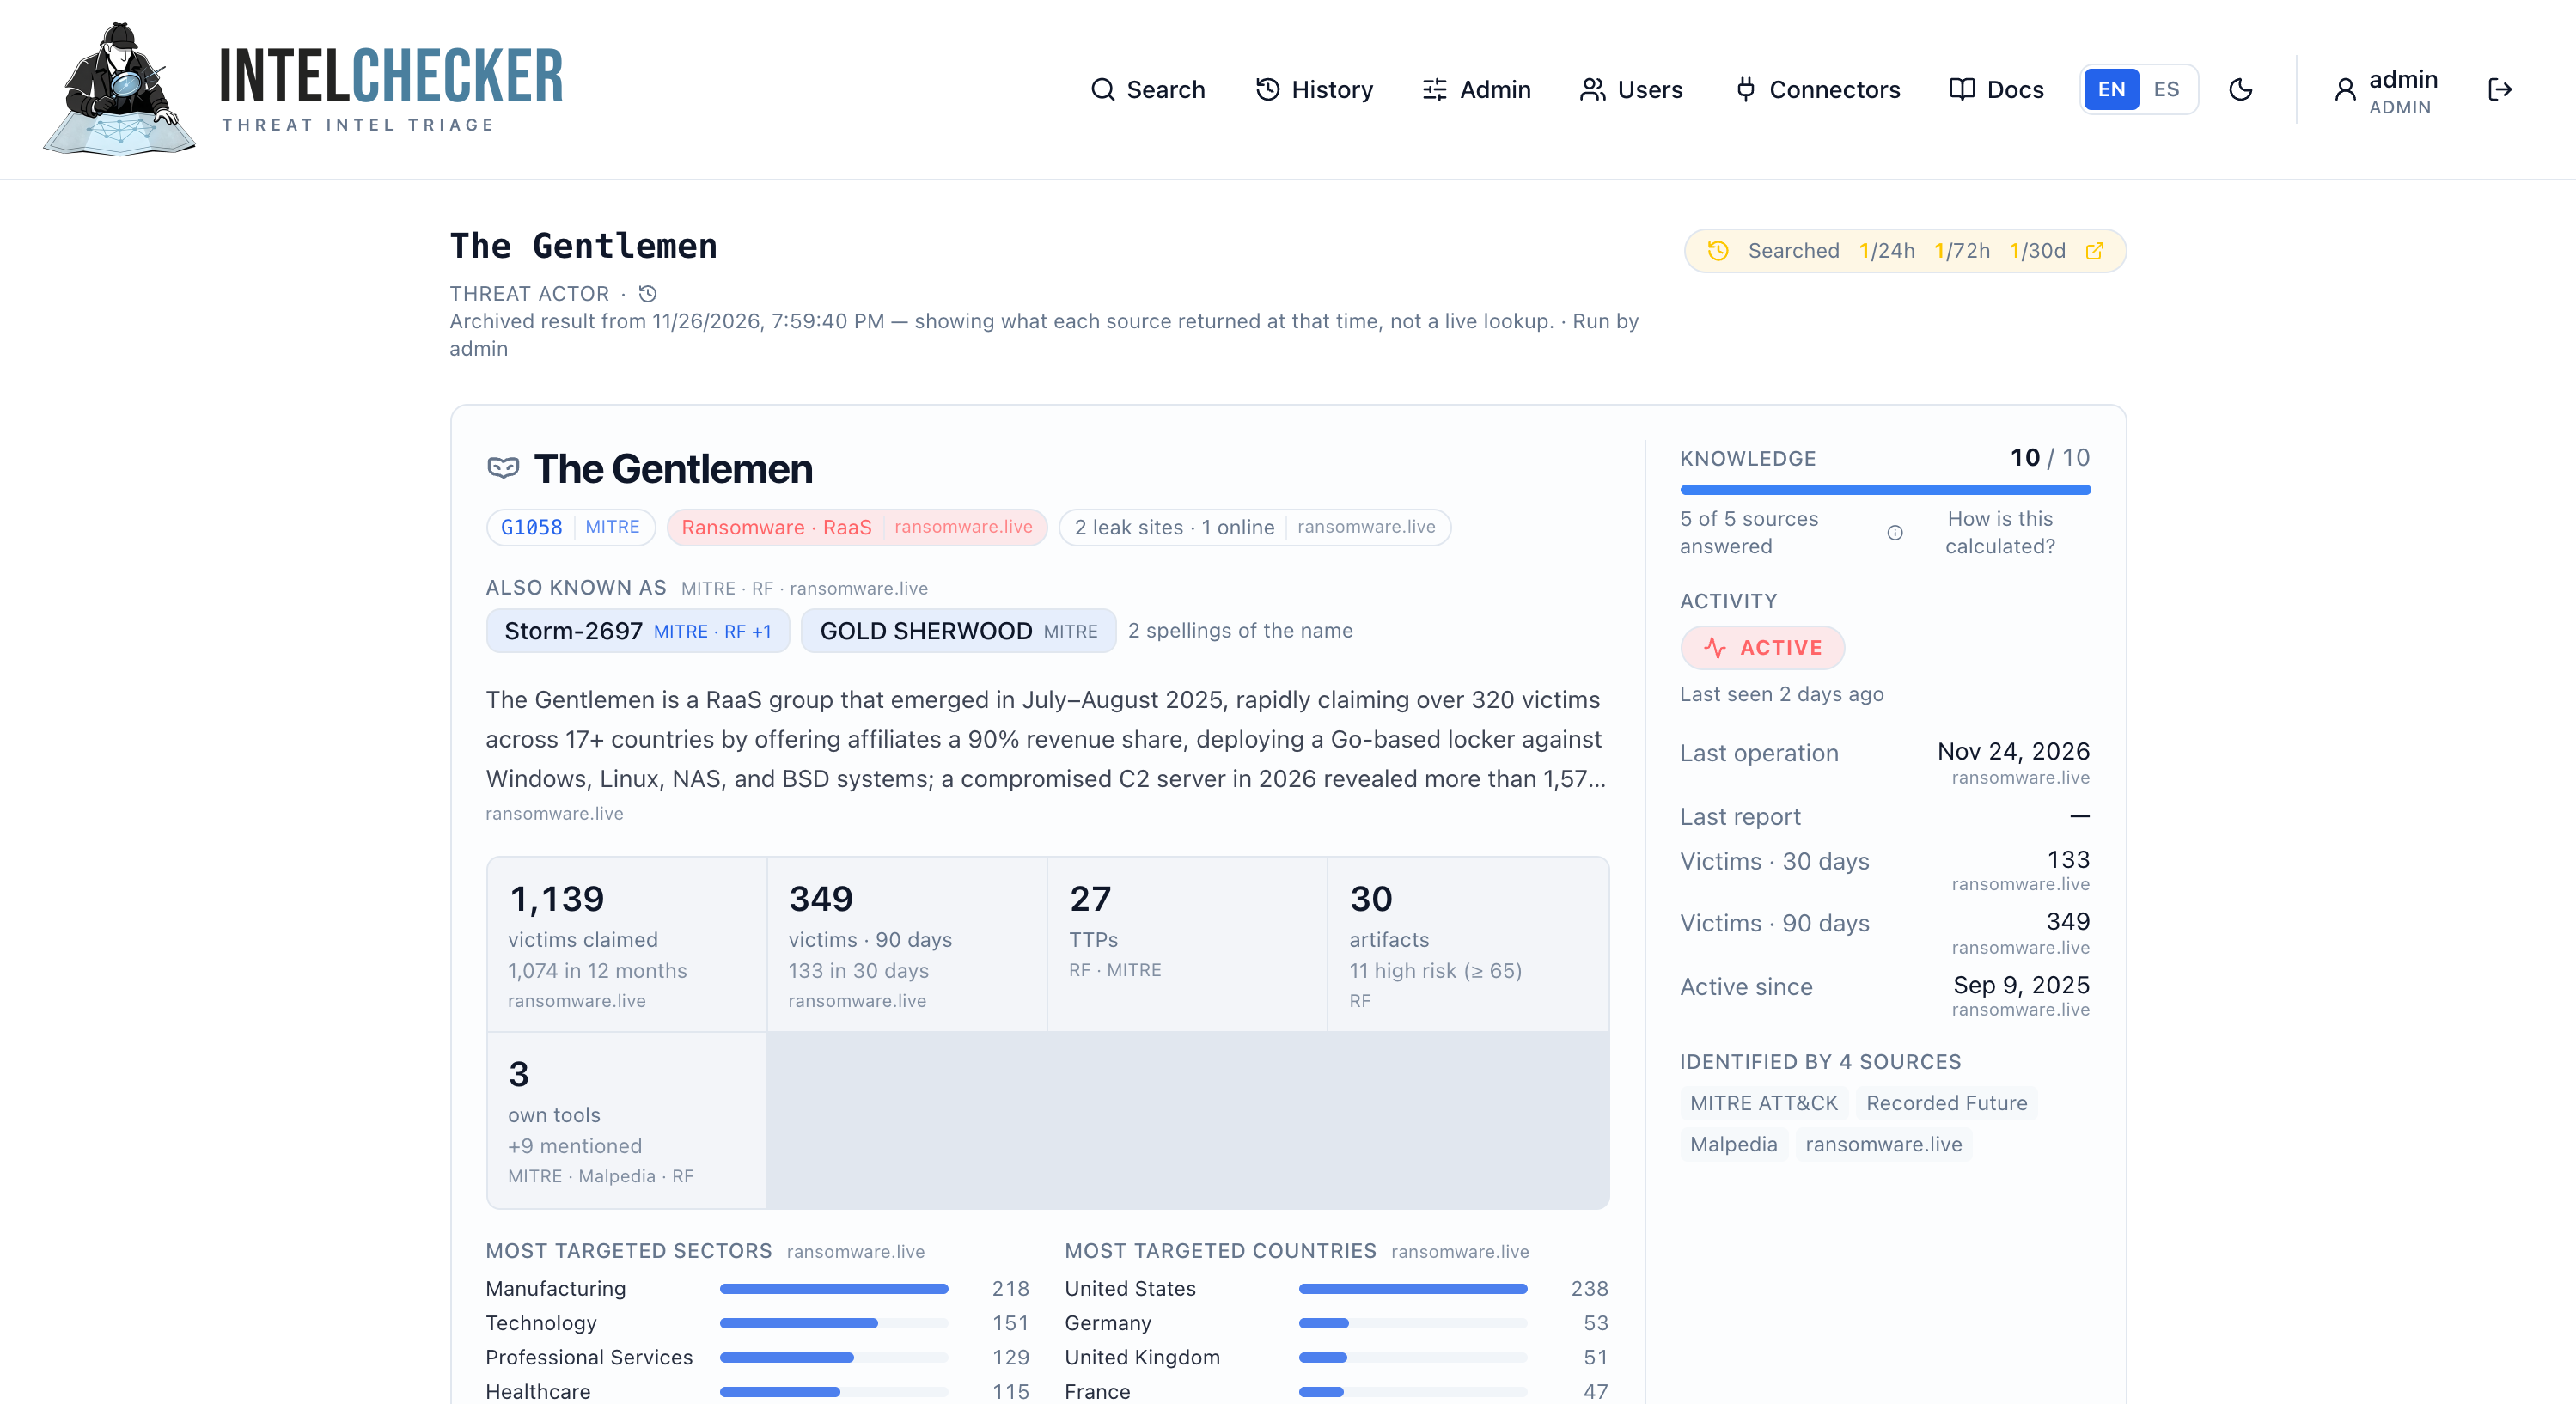 INTELCHECKER
THREAT INTEL TRIAGE
Search
History
Admin
Users
Connectors
Docs
EN ES
admin
ADMIN
The Gentlemen
Searched 1/24h 1/72h 1/30d
THREAT ACTOR ·
Archived result from 11/26/2026, 7:59:40 PM — showing what each source returned at that time, not a live lookup. · Run by
admin
The Gentlemen
G1058 MITRE
Ransomware · RaaS ransomware.live
2 leak sites · 1 online ransomware.live
ALSO KNOWN AS MITRE · RF · ransomware.live
Storm-2697 MITRE · RF +1
GOLD SHERWOOD MITRE
2 spellings of the name
The Gentlemen is a RaaS group that emerged in July–August 2025, rapidly claiming over 320 victims
across 17+ countries by offering affiliates a 90% revenue share, deploying a Go-based locker against
Windows, Linux, NAS, and BSD systems; a compromised C2 server in 2026 revealed more than 1,57...
ransomware.live
1,139
victims claimed
1,074 in 12 months
ransomware.live
349
victims · 90 days
133 in 30 days
ransomware.live
27
TTPs
RF · MITRE
30
artifacts
11 high risk (≥ 65)
RF
3
own tools
+9 mentioned
MITRE · Malpedia · RF
MOST TARGETED SECTORS ransomware.live
Manufacturing 218
Technology 151
Professional Services 129
Healthcare 115
MOST TARGETED COUNTRIES ransomware.live
United States 238
Germany 53
United Kingdom 51
France 47
KNOWLEDGE 10 / 10
5 of 5 sources
answered
How is this
calculated?
ACTIVITY
ACTIVE
Last seen 2 days ago
Last operation Nov 24, 2026
ransomware.live
Last report —
Victims · 30 days 133
ransomware.live
Victims · 90 days 349
ransomware.live
Active since Sep 9, 2025
ransomware.live
IDENTIFIED BY 4 SOURCES
MITRE ATT&CK Recorded Future
Malpedia ransomware.live